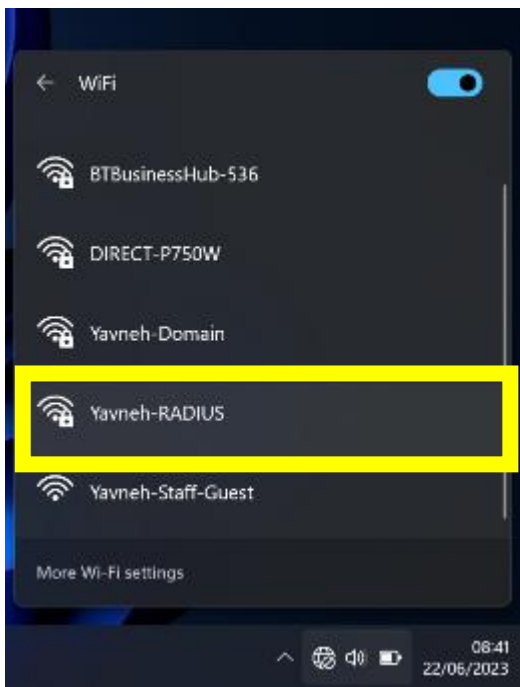 WiFi
BTBusinessHub-536
DIRECT-P750W
Yavneh-Domain
Yavneh-RADIUS
Yavneh-Staff-Guest
More Wi-Fi settings
08:41
22/06/2023